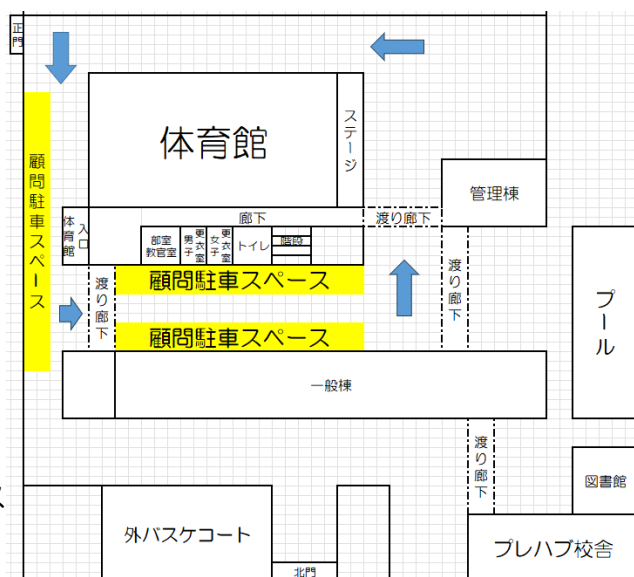 正門
顧問駐車スペース
体育館
ステージ
管理棟
体育館
入口
廊下
渡り廊下
部室
教官室
男子
更衣室
女子
更衣室
トイレ
階段
顧問駐車スペース
渡り廊下
渡り廊下
プール
顧問駐車スペース
一般棟
渡り廊下
図書館
外バスケコート
プレハブ校舎
北門